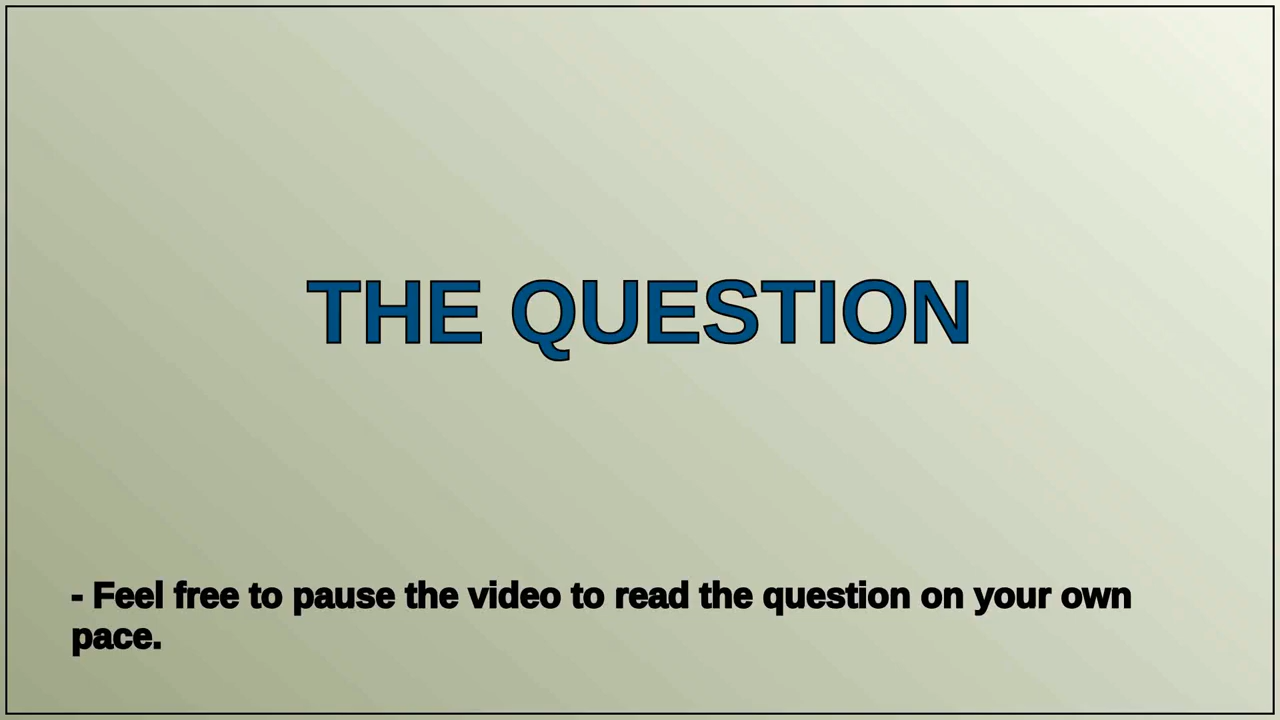 THE QUESTION
- Feel free to pause the video to read the question on your own
pace.